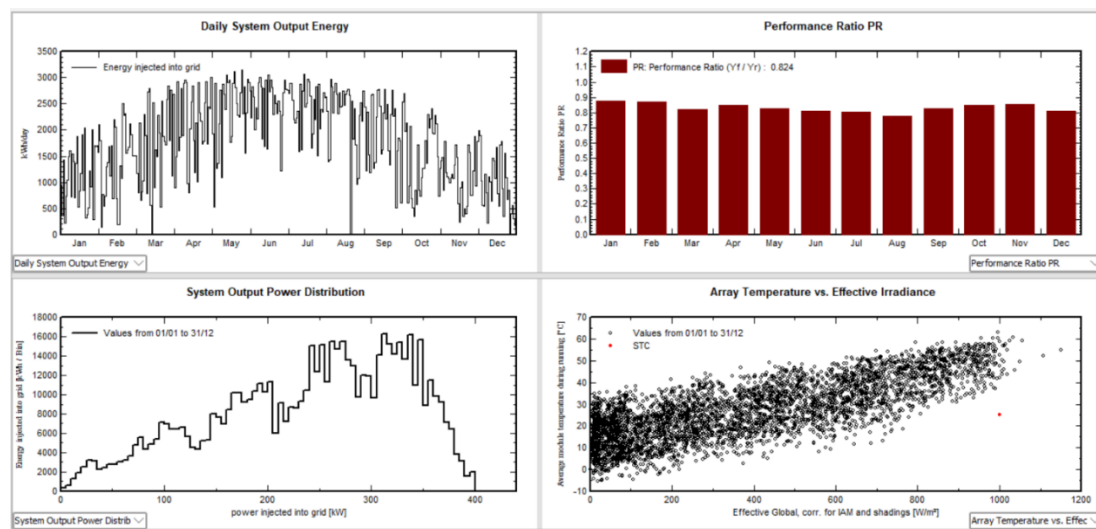 Daily System Output Energy
3500
3000
2500
2000
1500
1000
500
0
kWh/day
Energy injected into grid
Jan Feb Mar Apr May Jun Jul Aug Sep Oct Nov Dec
Daily System Output Energy
Performance Ratio PR
1.2
1.1
1.0
0.9
0.8
0.7
0.6
0.5
0.4
0.3
0.2
0.1
0.0
Performance Ratio PR
PR: Performance Ratio (Yf / Yr) : 0.824
Jan Feb Mar Apr May Jun Jul Aug Sep Oct Nov Dec
Performance Ratio PR
System Output Power Distribution
18000
16000
14000
12000
10000
8000
6000
4000
2000
0
Energy injected into grid [kWh / Bin]
Values from 01/01 to 31/12
0 100 200 300 400
power injected into grid [kW]
System Output Power Distrib
Array Temperature vs. Effective Irradiance
70
60
50
40
30
20
10
0
-10
Average module temperature during running [°C]
Values from 01/01 to 31/12
STC
0 200 400 600 800 1000 1200
Effective Global, corr. for IAM and shadings [W/m²]
Array Temperature vs. Effec